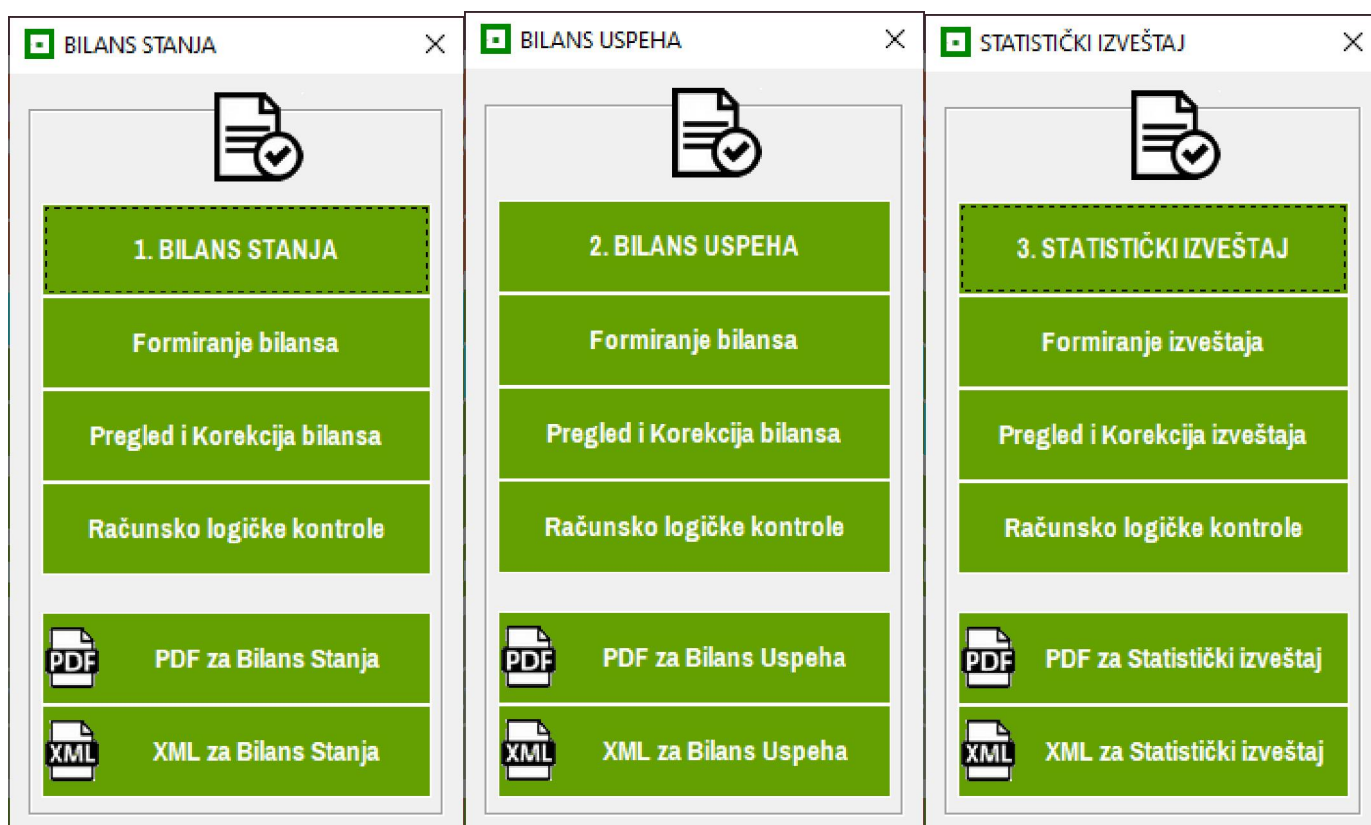 BILANS STANJA
1. BILANS STANJA
Formiranje bilansa
Pregled i Korekcija bilansa
Računsko logičke kontrole
PDF PDF za Bilans Stanja
XML XML za Bilans Stanja
BILANS USPEHA
2. BILANS USPEHA
Formiranje bilansa
Pregled i Korekcija bilansa
Računsko logičke kontrole
PDF PDF za Bilans Uspeha
XML XML za Bilans Uspeha
STATISTIČKI IZVEŠTAJ
3. STATISTIČKI IZVEŠTAJ
Formiranje izveštaja
Pregled i Korekcija izveštaja
Računsko logičke kontrole
PDF PDF za Statistički izveštaj
XML XML za Statistički izveštaj